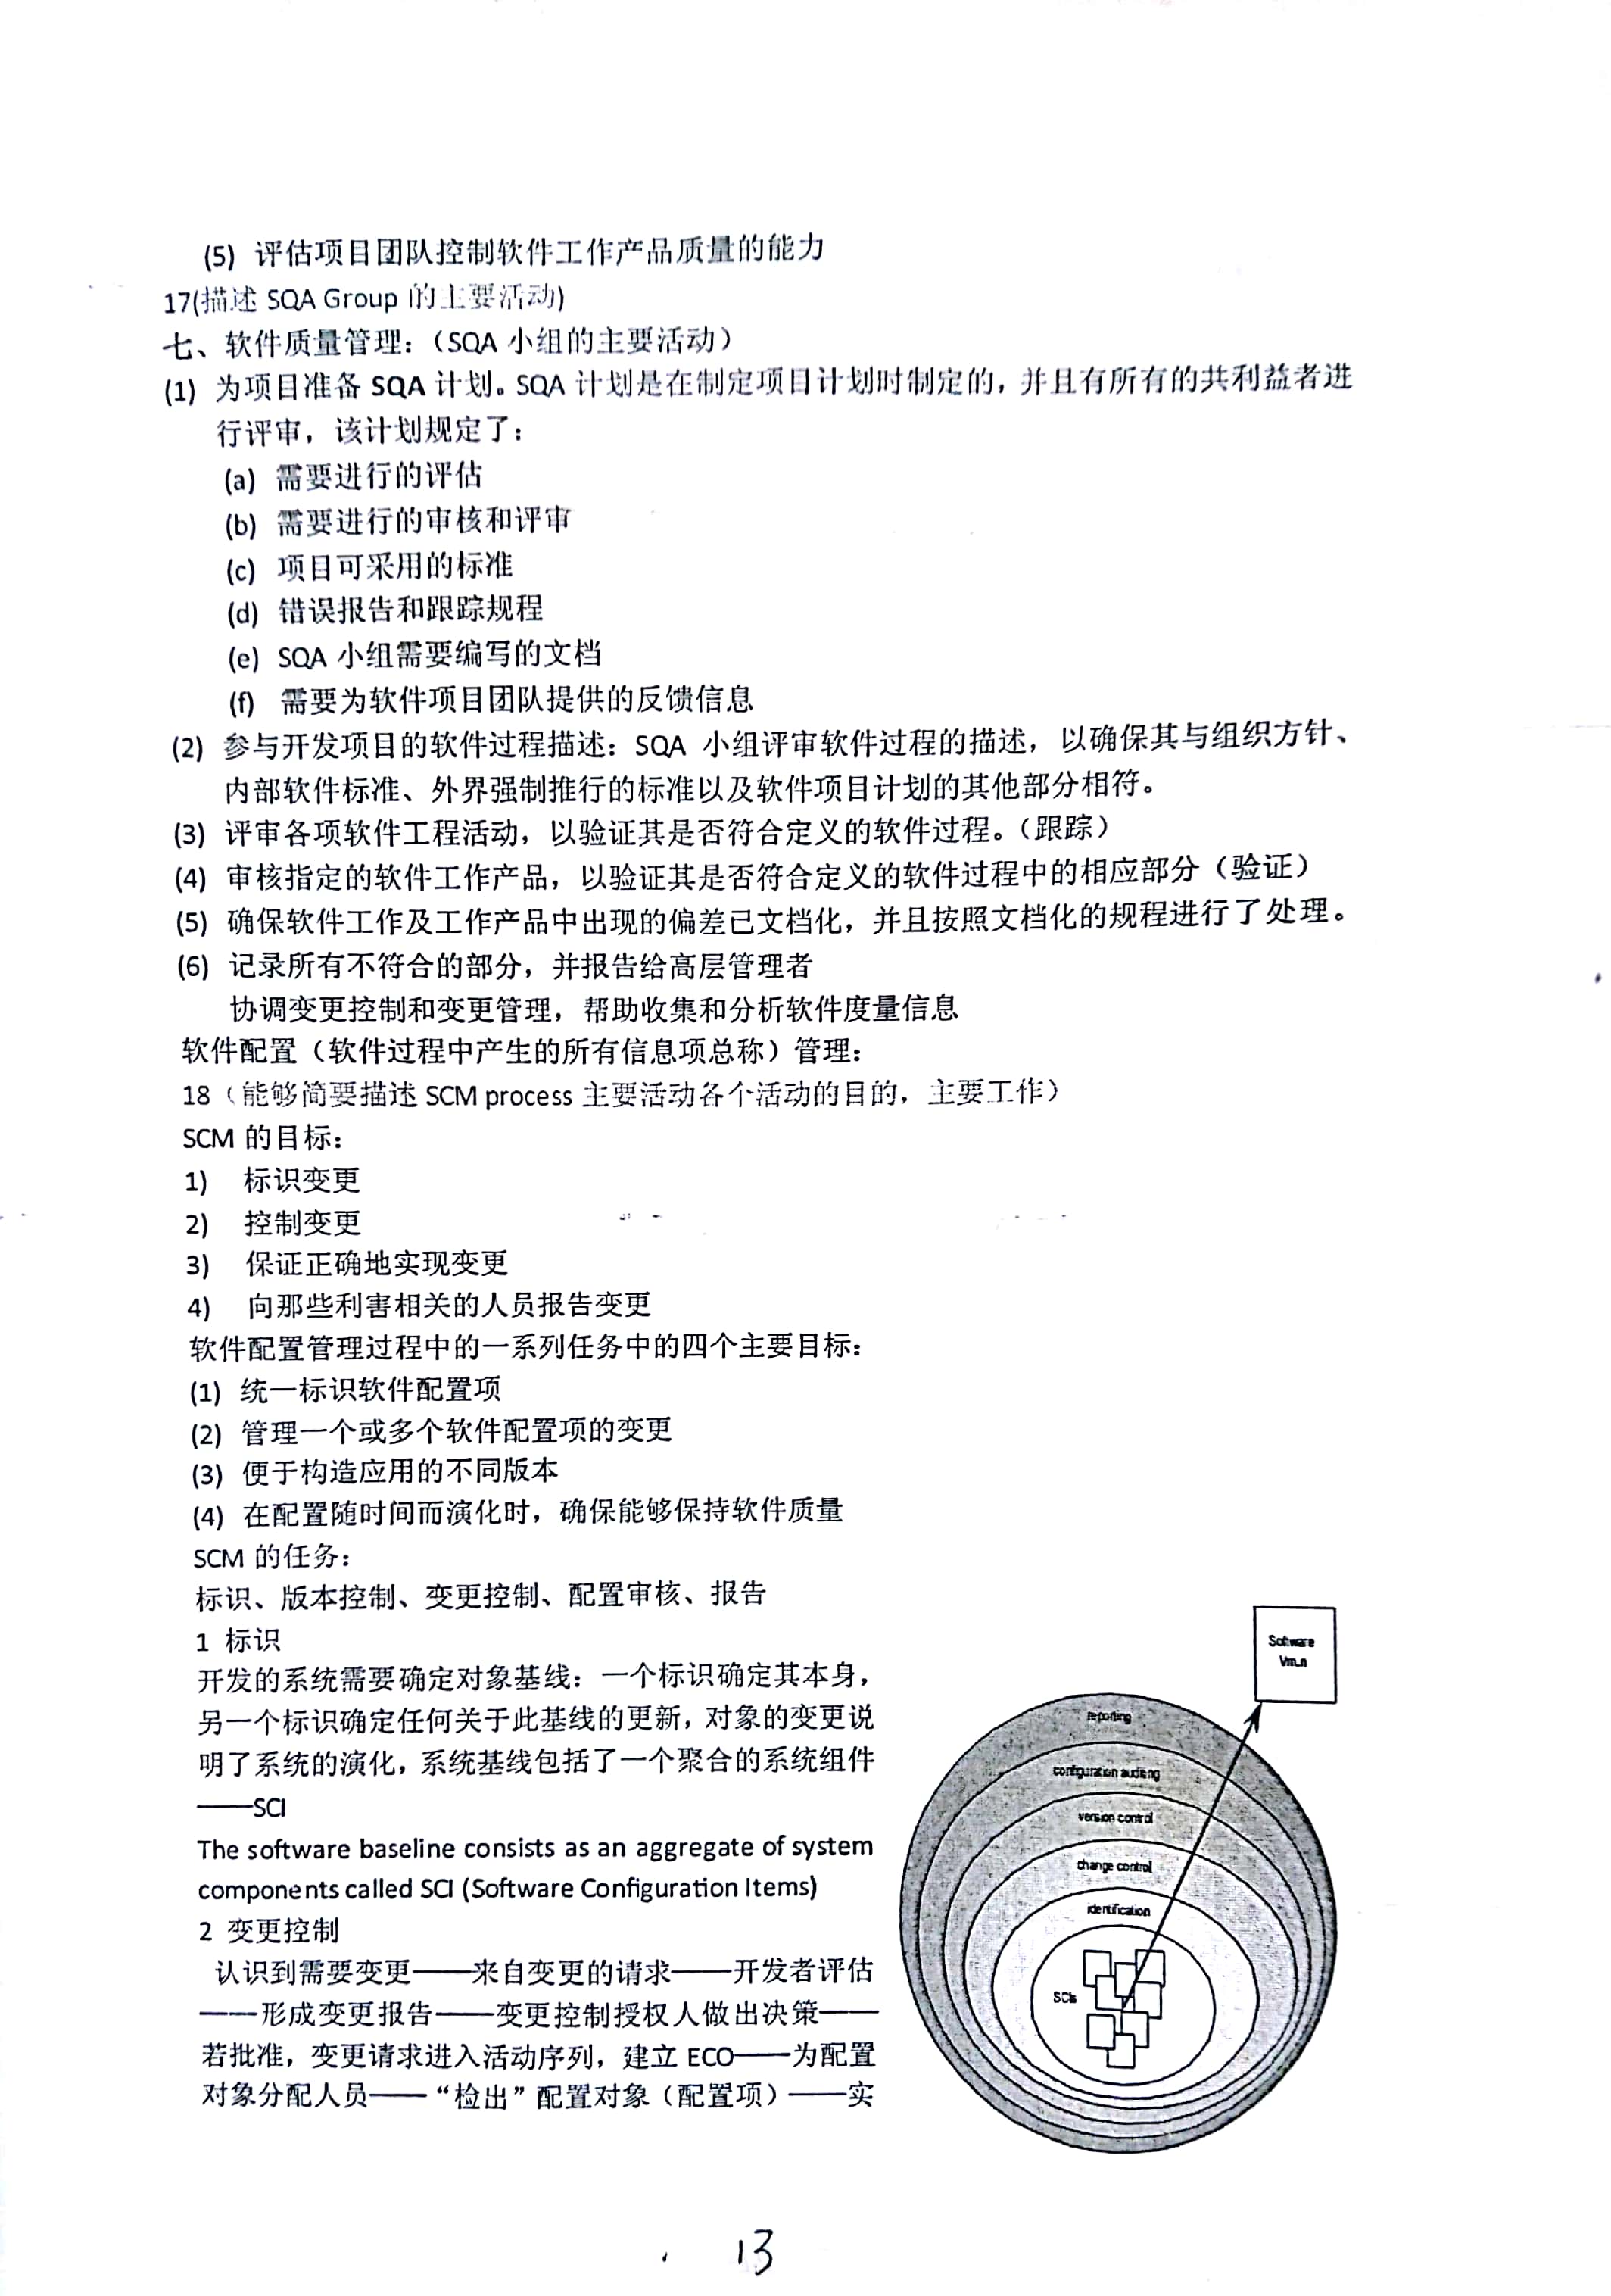 (5) 评估项目团队控制软件工作产品质量的能力
17(描述 SQA Group 的主要活动)
七、软件质量管理：（SQA 小组的主要活动）
(1) 为项目准备 SQA 计划。SQA 计划是在制定项目计划时制定的，并且有所有的共利益者进
行评审，该计划规定了：
(a) 需要进行的评估
(b) 需要进行的审核和评审
(c) 项目可采用的标准
(d) 错误报告和跟踪规程
(e) SQA 小组需要编写的文档
(f) 需要为软件项目团队提供的反馈信息
(2) 参与开发项目的软件过程描述：SQA 小组评审软件过程的描述，以确保其与组织方针、
内部软件标准、外界强制推行的标准以及软件项目计划的其他部分相符。
(3) 评审各项软件工程活动，以验证其是否符合定义的软件过程。（跟踪）
(4) 审核指定的软件工作产品，以验证其是否符合定义的软件过程中的相应部分（验证）
(5) 确保软件工作及工作产品中出现的偏差已文档化，并且按照文档化的规程进行了处理。
(6) 记录所有不符合的部分，并报告给高层管理者
协调变更控制和变更管理，帮助收集和分析软件度量信息
软件配置（软件过程中产生的所有信息项总称）管理：
18（能够简要描述 SCM process 主要活动各个活动的目的，主要工作）
SCM 的目标：
1) 标识变更
2) 控制变更
3) 保证正确地实现变更
4) 向那些利害相关的人员报告变更
软件配置管理过程中的一系列任务中的四个主要目标：
(1) 统一标识软件配置项
(2) 管理一个或多个软件配置项的变更
(3) 便于构造应用的不同版本
(4) 在配置随时间而演化时，确保能够保持软件质量
SCM 的任务：
标识、版本控制、变更控制、配置审核、报告
1 标识
开发的系统需要确定对象基线：一个标识确定其本身，
另一个标识确定任何关于此基线的更新，对象的变更说
明了系统的演化，系统基线包括了一个聚合的系统组件
——SCI
The software baseline consists as an aggregate of system
components called SCI (Software Configuration Items)
2 变更控制
认识到需要变更——来自变更的请求——开发者评估
——形成变更报告——变更控制授权人做出决策——
若批准，变更请求进入活动序列，建立 ECO——为配置
对象分配人员——“检出”配置对象（配置项）——实
Software
Vm.n
reporting
configuration auditing
version control
change control
identification
SCIs
13